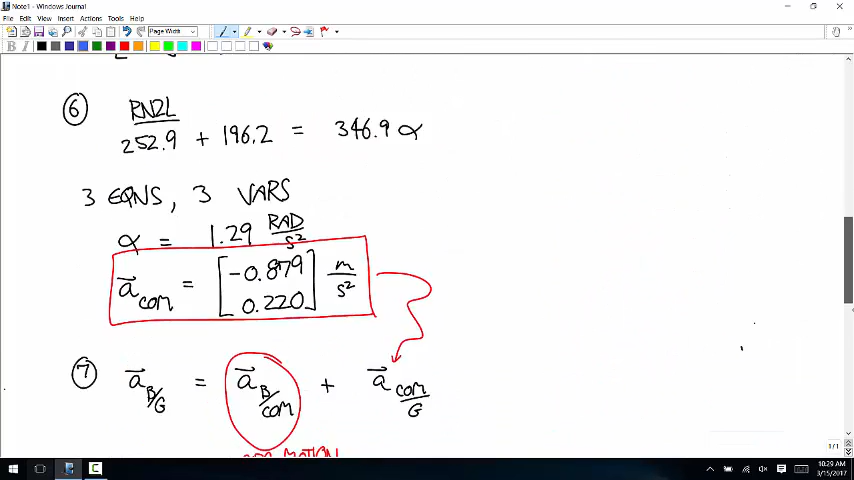 Note1 - Windows Journal
File Edit View Insert Actions Tools Help
Page Width
B I
6 RN2L
252.9 + 196.2 = 346.9 α
3 EQNS, 3 VARS
α = 1.29 RAD/S²
a⃗ COM = [-0.879 0.220] m/s²
7 a⃗ B/G = a⃗ B/COM + a⃗ COM/G
MOTION
1/1
10:29 AM
3/15/2017